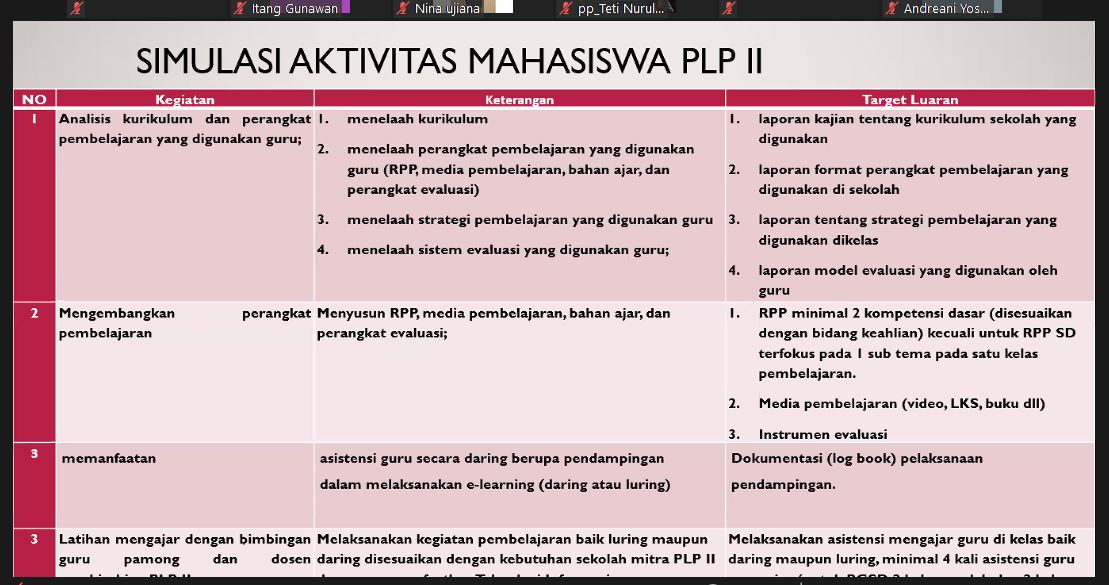 Itang Gunawan
Nina ujiana
pp_Teti Nurul...
Andreani Yos...
SIMULASI AKTIVITAS MAHASISWA PLP II
NO Kegiatan Keterangan Target Luaran
1
Analisis kurikulum dan perangkat
pembelajaran yang digunakan guru;
1. menelaah kurikulum
2. menelaah perangkat pembelajaran yang digunakan
guru (RPP, media pembelajaran, bahan ajar, dan
perangkat evaluasi)
3. menelaah strategi pembelajaran yang digunakan guru
4. menelaah sistem evaluasi yang digunakan guru;
1. laporan kajian tentang kurikulum sekolah yang
digunakan
2. laporan format perangkat pembelajaran yang
digunakan di sekolah
3. laporan tentang strategi pembelajaran yang
digunakan dikelas
4. laporan model evaluasi yang digunakan oleh
guru
2
Mengembangkan perangkat
pembelajaran
Menyusun RPP, media pembelajaran, bahan ajar, dan
perangkat evaluasi;
1. RPP minimal 2 kompetensi dasar (disesuaikan
dengan bidang keahlian) kecuali untuk RPP SD
terfokus pada 1 sub tema pada satu kelas
pembelajaran.
2. Media pembelajaran (video, LKS, buku dll)
3. Instrumen evaluasi
3
memanfaatan
asistensi guru secara daring berupa pendampingan
dalam melaksanakan e-learning (daring atau luring)
Dokumentasi (log book) pelaksanaan
pendampingan.
3
Latihan mengajar dengan bimbingan
guru pamong dan dosen
Melaksanakan kegiatan pembelajaran baik luring maupun
daring disesuaikan dengan kebutuhan sekolah mitra PLP II
Melaksanakan asistensi mengajar guru di kelas baik
daring maupun luring, minimal 4 kali asistensi guru